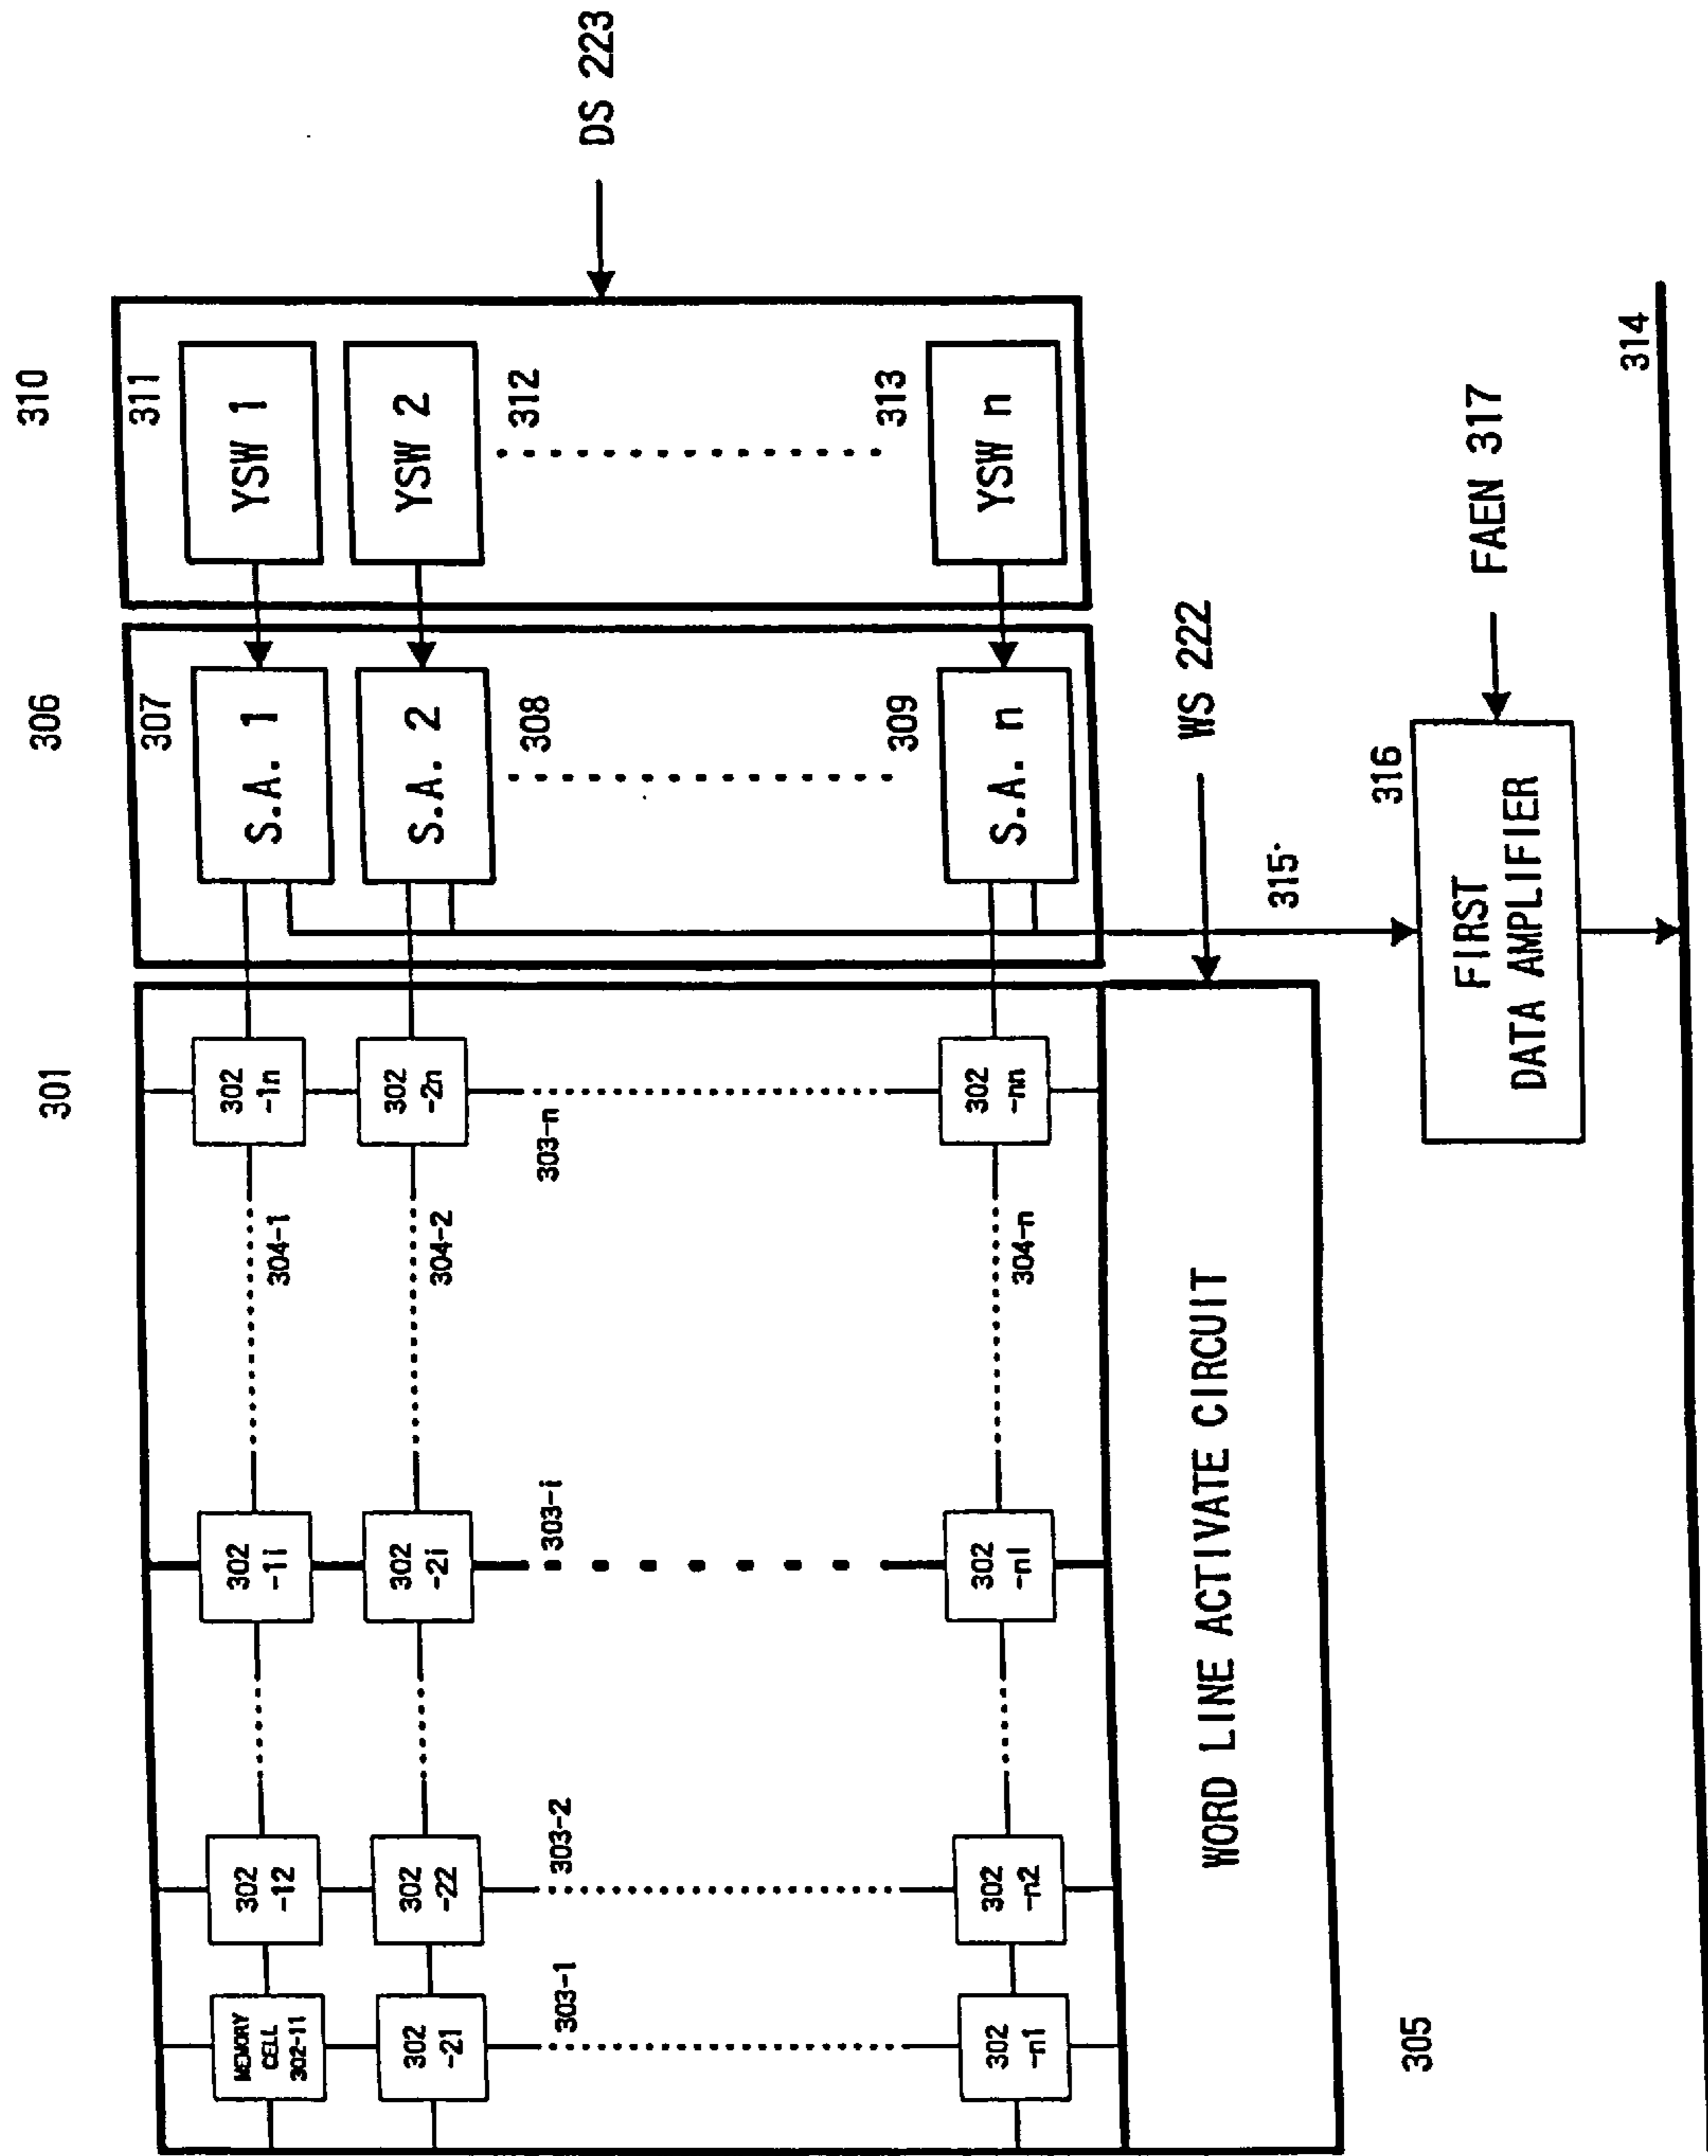 301
306
310
307
311
MEMORY
CELL
302-11
302
-12
302
-1i
302
-1n
S.A. 1
YSW 1
304-1
302
-21
302
-22
302
-2i
302
-2n
S.A. 2
YSW 2
304-2
308
312
303-1
303-2
303-i
303-n
DS 223
309
313
302
-n1
302
-n2
302
-ni
302
-nn
S.A. n
YSW n
304-n
WORD LINE ACTIVATE CIRCUIT
WS 222
315
305
316
FIRST
DATA AMPLIFIER
FAEN 317
314